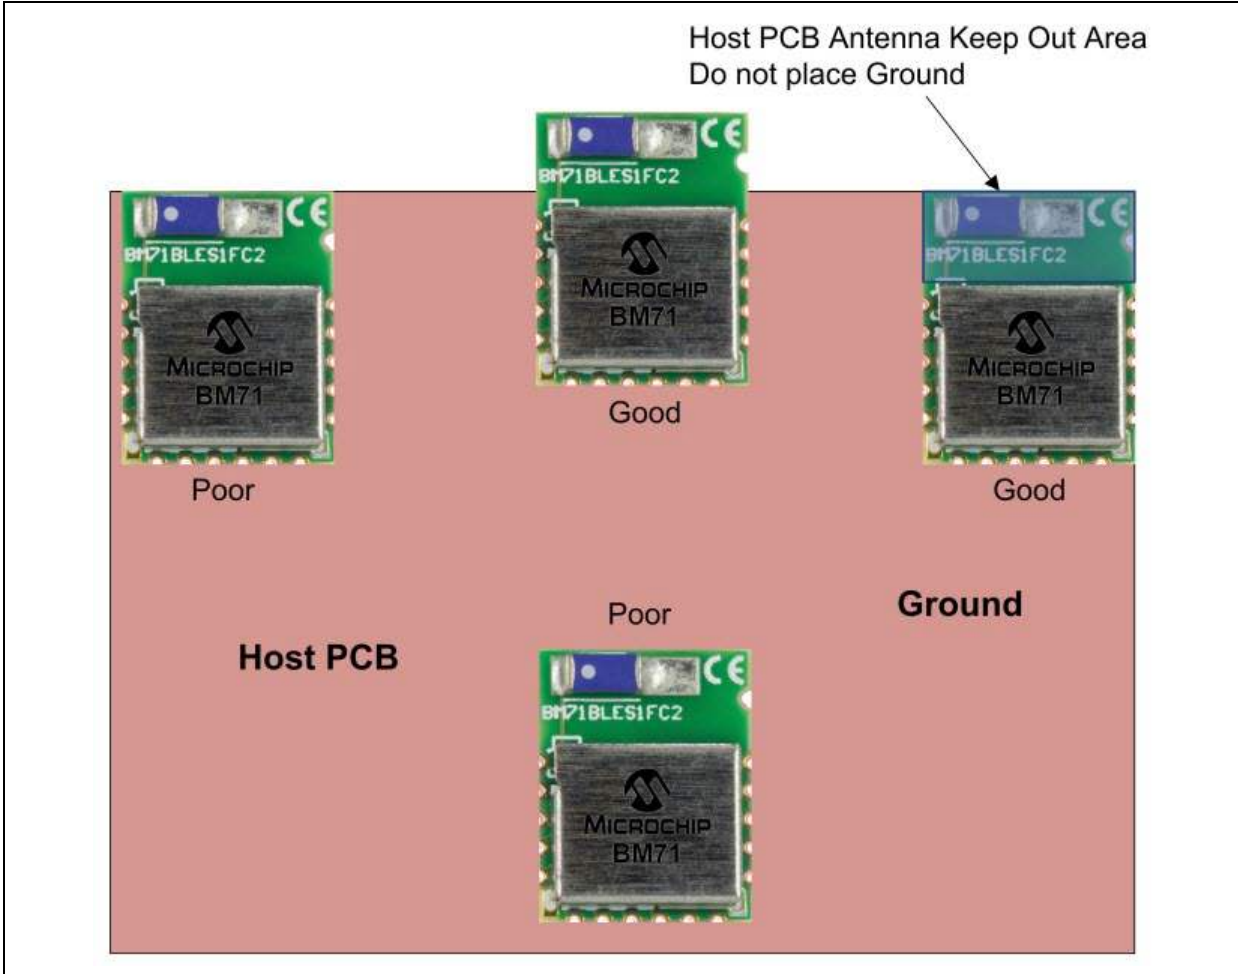 Host PCB Antenna Keep Out Area
Do not place Ground
CE
BM71BLES1FC2
MICROCHIP
BM71
Good
CE
BM71BLES1FC2
MICROCHIP
BM71
Poor
CE
BM71BLES1FC2
MICROCHIP
BM71
Good
Ground
Host PCB
Poor
CE
BM71BLES1FC2
MICROCHIP
BM71